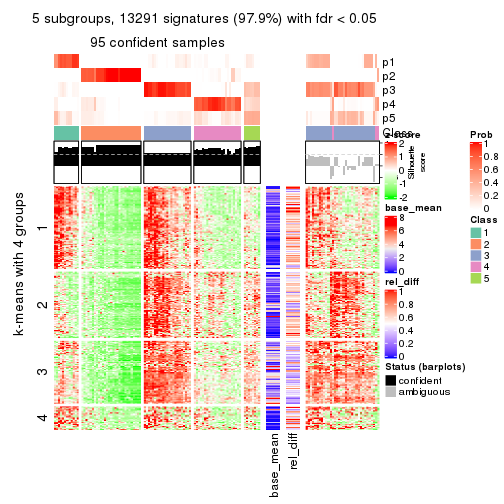 5 subgroups, 13291 signatures (97.9%) with fdr < 0.05
95 confident samples
p1
p2
p3
p4
p5
Class
z-score
2
1
0
-1
-2
Silhouette
score
Prob
1
0.8
0.6
0.4
0.2
0
Class
1
2
3
4
5
base_mean
8
6
4
2
0
rel_diff
1
0.8
0.6
0.4
0.2
0
Status (barplots)
confident
ambiguous
k-means with 4 groups
1
2
3
4
base_mean
rel_diff